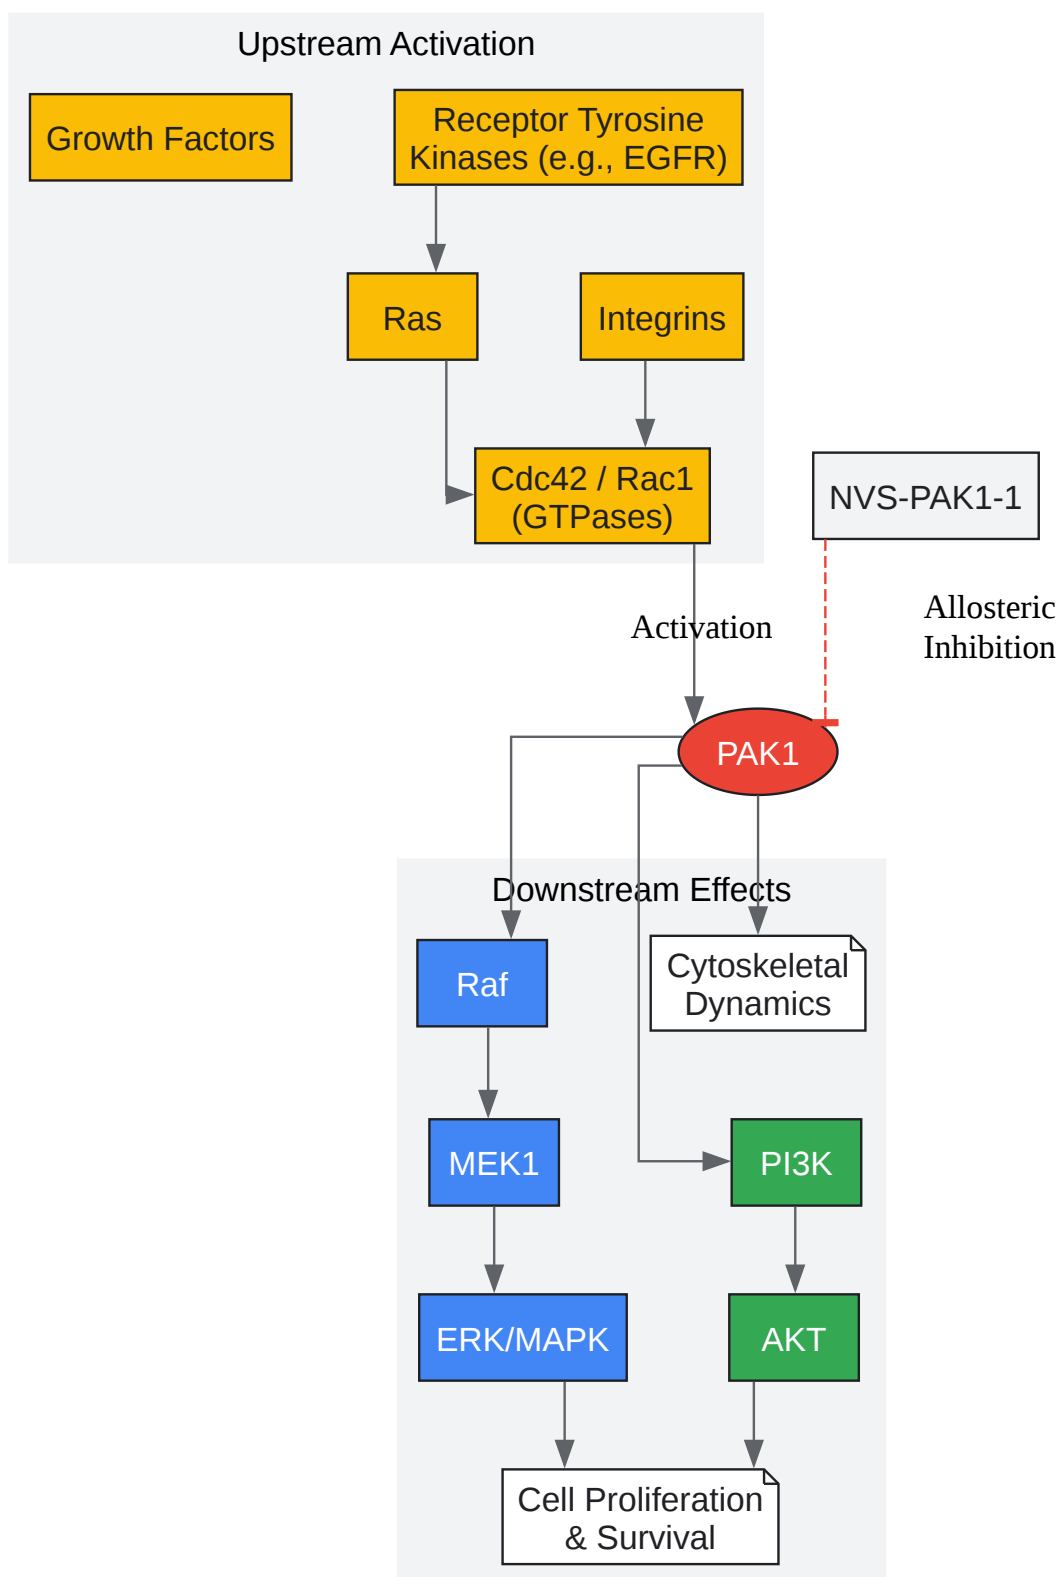 Upstream Activation
Growth Factors
Receptor Tyrosine
Kinases (e.g., EGFR)
Ras
Integrins
Cdc42 / Rac1
(GTPases)
NVS-PAK1-1
Activation
Allosteric
Inhibition
PAK1
Downstream Effects
Raf
Cytoskeletal
Dynamics
MEK1
PI3K
ERK/MAPK
AKT
Cell Proliferation
& Survival